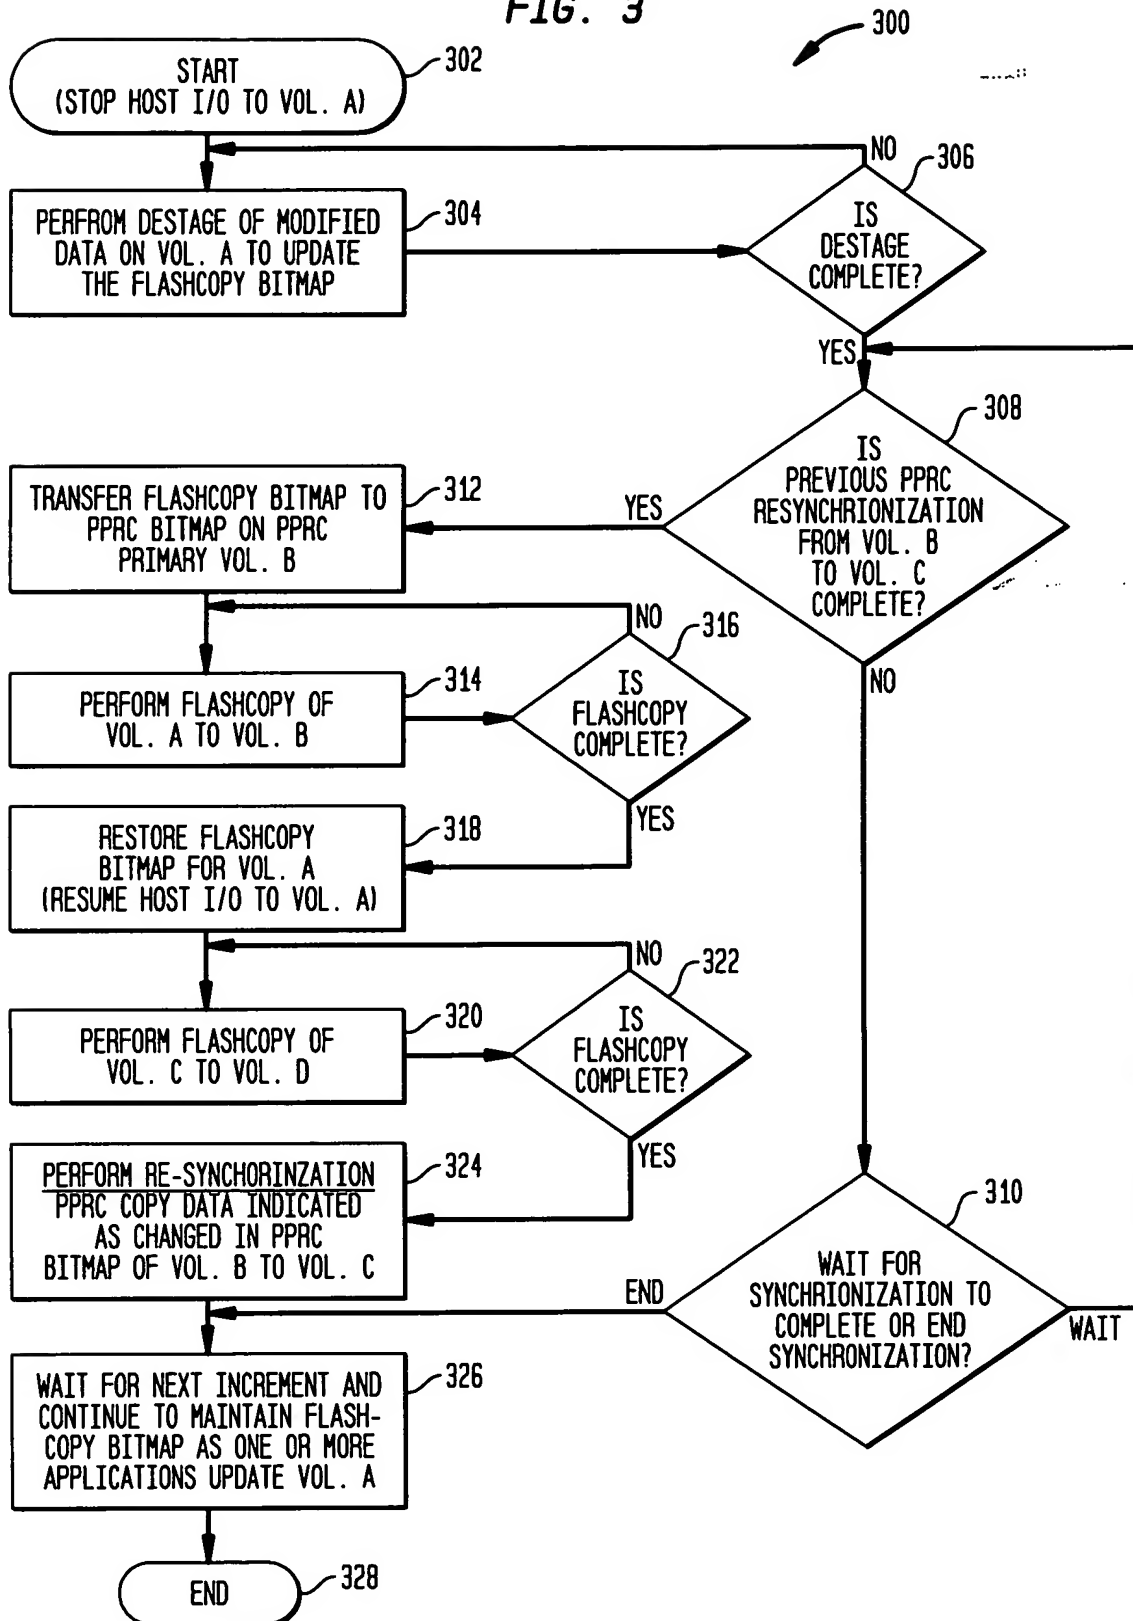 FIG. 3
300
START
(STOP HOST I/O TO VOL. A)
302
NO
306
PERFROM DESTAGE OF MODIFIED
DATA ON VOL. A TO UPDATE
THE FLASHCOPY BITMAP
304
IS
DESTAGE
COMPLETE?
YES
308
IS
PREVIOUS PPRC
RESYNCHRIONIZATION
FROM VOL. B
TO VOL. C
COMPLETE?
YES
TRANSFER FLASHCOPY BITMAP TO
PPRC BITMAP ON PPRC
PRIMARY VOL. B
312
NO
NO
316
PERFORM FLASHCOPY OF
VOL. A TO VOL. B
314
IS
FLASHCOPY
COMPLETE?
YES
RESTORE FLASHCOPY
BITMAP FOR VOL. A
(RESUME HOST I/O TO VOL. A)
318
NO
322
PERFORM FLASHCOPY OF
VOL. C TO VOL. D
320
IS
FLASHCOPY
COMPLETE?
YES
PERFORM RE-SYNCHORINZATION
PPRC COPY DATA INDICATED
AS CHANGED IN PPRC
BITMAP OF VOL. B TO VOL. C
324
310
WAIT FOR
SYNCHRIONIZATION TO
COMPLETE OR END
SYNCHRONIZATION?
END
WAIT
WAIT FOR NEXT INCREMENT AND
CONTINUE TO MAINTAIN FLASH-
COPY BITMAP AS ONE OR MORE
APPLICATIONS UPDATE VOL. A
326
END
328